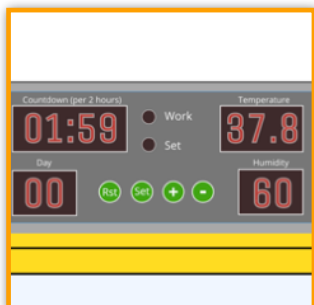 Countdown (per 2 hours)
Temperature
01:59
Work
37.8
Set
Day
Humidity
00
Rst
Set
+
-
60